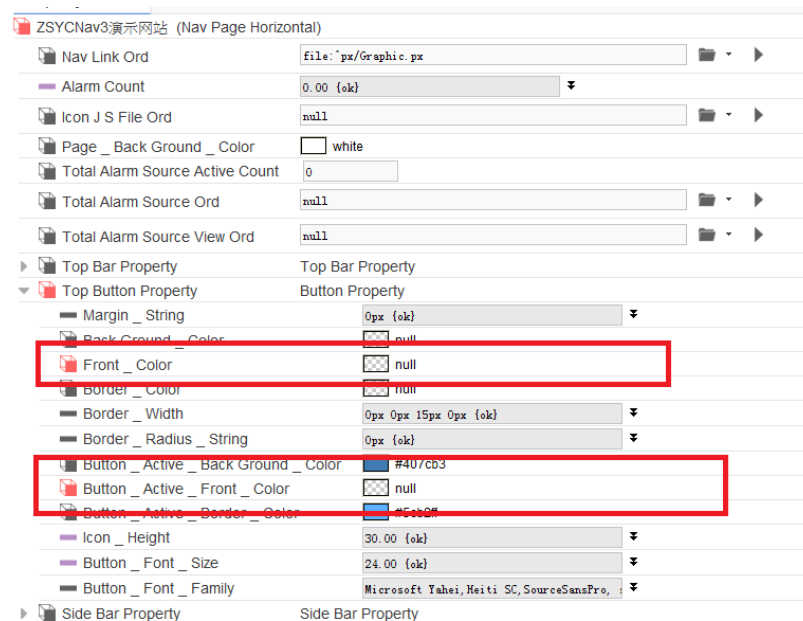 ZSYCNav3演示网站 (Nav Page Horizontal)
Nav Link Ord file:^px/Graphic.px
Alarm Count 0.00 {ok}
Icon J S File Ord null
Page _ Back Ground _ Color white
Total Alarm Source Active Count 0
Total Alarm Source Ord null
Total Alarm Source View Ord null
Top Bar Property Top Bar Property
Top Button Property Button Property
Margin _ String 0px {ok}
Back Ground _ Color null
Front _ Color null
Border _ Color null
Border _ Width 0px 0px 15px 0px {ok}
Border _ Radius _ String 0px {ok}
Button _ Active _ Back Ground _ Color #407cb3
Button _ Active _ Front _ Color null
Button _ Active _ Border _ Color #5cb2ff
Icon _ Height 30.00 {ok}
Button _ Font _ Size 24.00 {ok}
Button _ Font _ Family Microsoft Yahei,Heiti SC,SourceSansPro,
Side Bar Property Side Bar Property